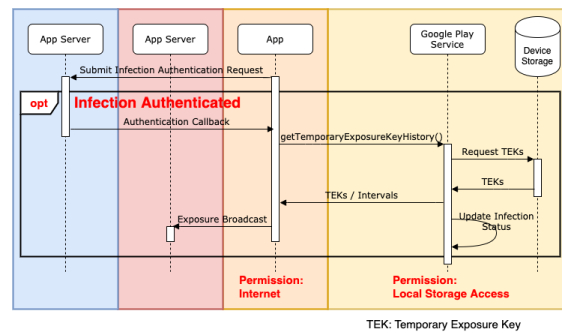 App Server
App Server
App
Google Play
Service
Device
Storage
Submit Infection Authentication Request
opt
Infection Authenticated
Authentication Callback
getTemporaryExposureKeyHistory()
Request TEKs
TEKs
TEKs / Intervals
Exposure Broadcast
Update Infection
Status
Permission:
Internet
Permission:
Local Storage Access
TEK: Temporary Exposure Key